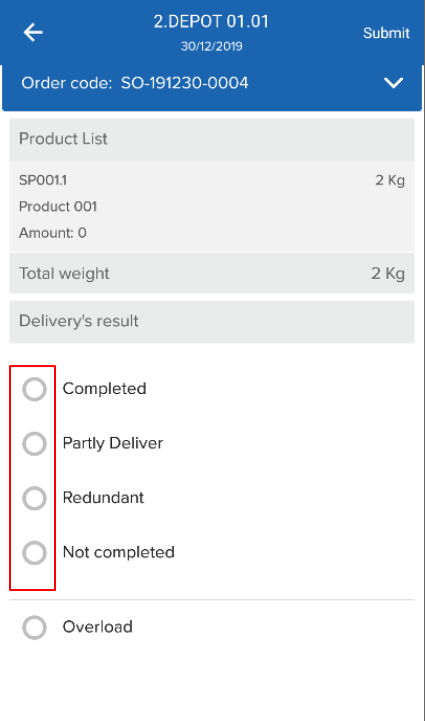 2.DEPOT 01.01
30/12/2019
Submit
Order code: SO-191230-0004
Product List
SP001.1 2 Kg
Product 001
Amount: 0
Total weight 2 Kg
Delivery's result
Completed
Partly Deliver
Redundant
Not completed
Overload